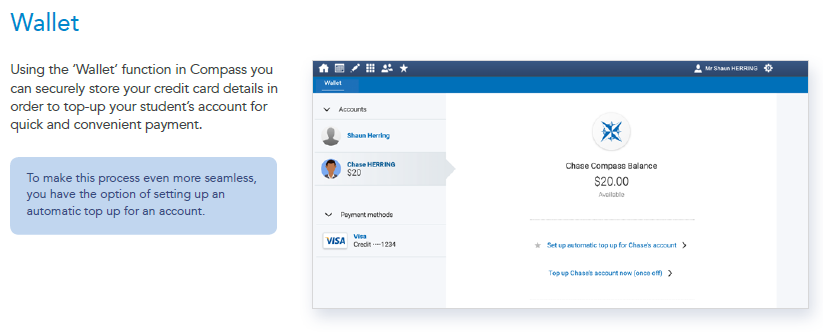 Wallet
Using the 'Wallet' function in Compass you
can securely store your credit card details in
order to top-up your student's account for
quick and convenient payment.
To make this process even more seamless,
you have the option of setting up an
automatic top up for an account.
Mr Shaun HERRING
Wallet
Accounts
Shaun Herring
Chase HERRING
$20
Payment methods
VISA
Visa
Credit ····1234
Chase Compass Balance
$20.00
Available
Set up automatic top up for Chase's account
Top up Chase's account now (once off)